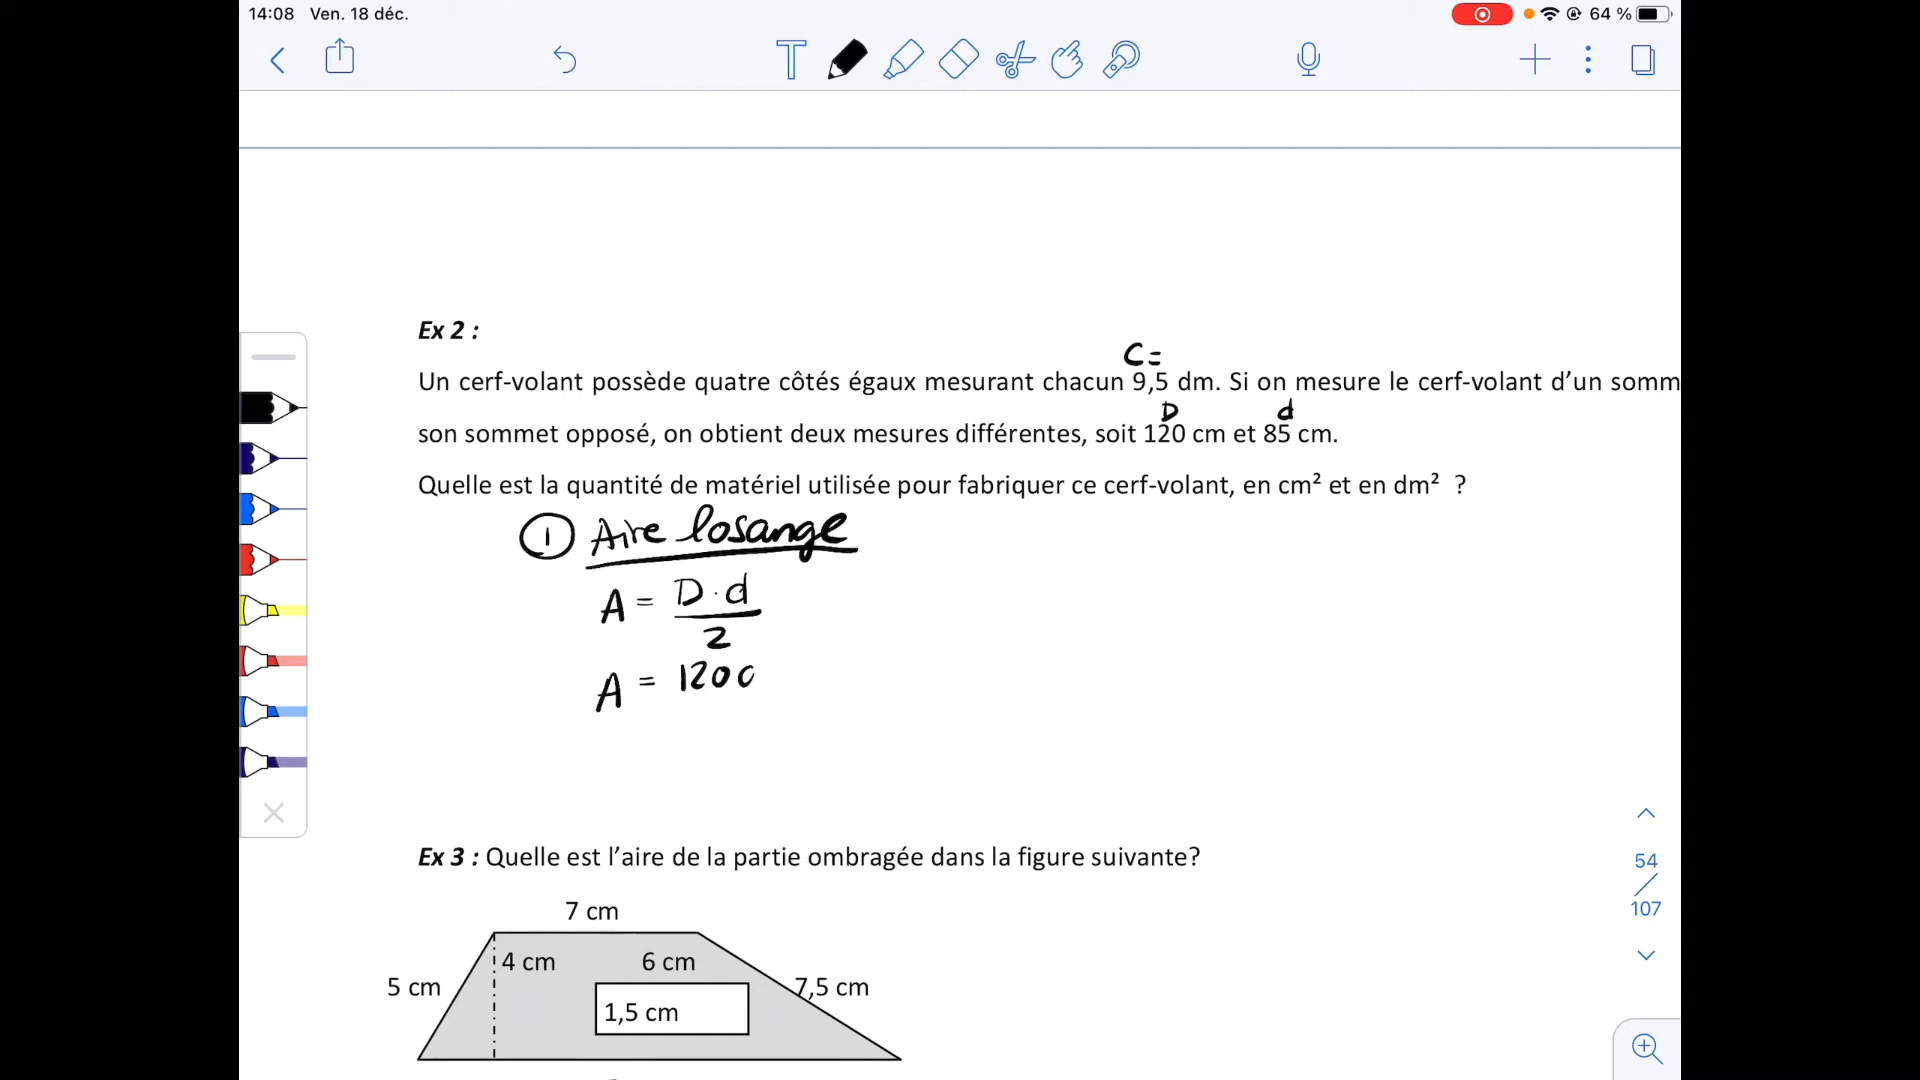 14:08 Ven. 18 déc.
64 %
T
Ex 2 :
C=
Un cerf-volant possède quatre côtés égaux mesurant chacun 9,5 dm. Si on mesure le cerf-volant d’un somm
D d
son sommet opposé, on obtient deux mesures différentes, soit 120 cm et 85 cm.
Quelle est la quantité de matériel utilisée pour fabriquer ce cerf-volant, en cm² et en dm² ?
1 Aire losange
A = D · d
2
A = 120 c
Ex 3 : Quelle est l’aire de la partie ombragée dans la figure suivante?
7 cm
4 cm 6 cm
5 cm 7,5 cm
1,5 cm
54
107